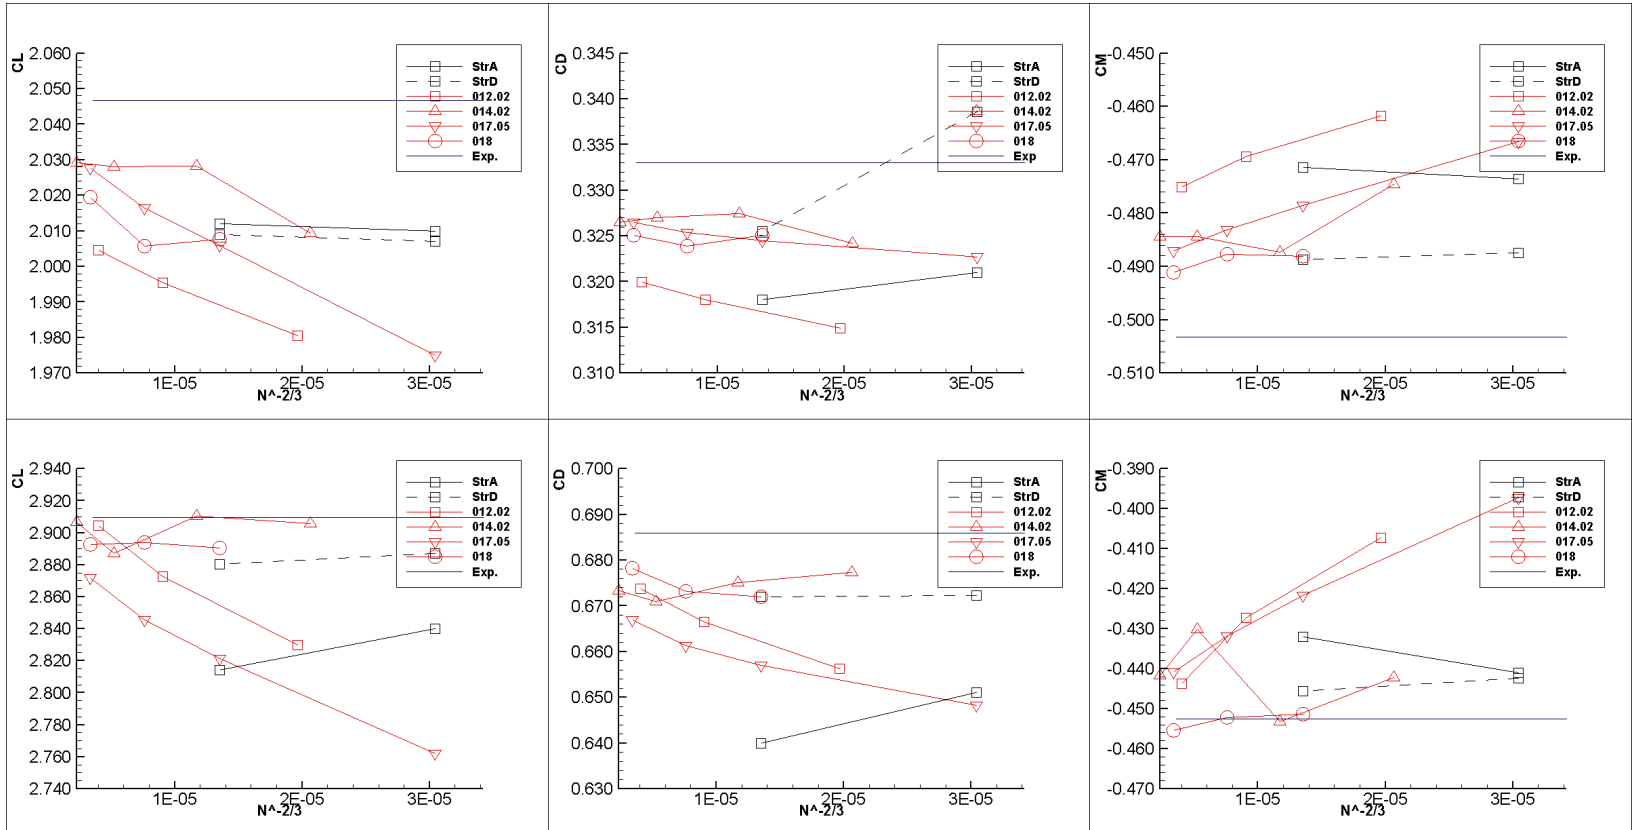 CL
2.060
2.050
2.040
2.030
2.020
2.010
2.000
1.990
1.980
1.970
1E-05 2E-05 3E-05
N^-2/3
StrA
StrD
012.02
014.02
017.05
018
Exp.
CD
0.345
0.340
0.335
0.330
0.325
0.320
0.315
0.310
1E-05 2E-05 3E-05
N^-2/3
StrA
StrD
012.02
014.02
017.05
018
Exp
CM
-0.450
-0.460
-0.470
-0.480
-0.490
-0.500
-0.510
1E-05 2E-05 3E-05
N^-2/3
StrA
StrD
012.02
014.02
017.05
018
Exp.
CL
2.940
2.920
2.900
2.880
2.860
2.840
2.820
2.800
2.780
2.760
2.740
1E-05 2E-05 3E-05
N^-2/3
StrA
StrD
012.02
014.02
017.05
018
Exp.
CD
0.700
0.690
0.680
0.670
0.660
0.650
0.640
0.630
1E-05 2E-05 3E-05
N^-2/3
StrA
StrD
012.02
014.02
017.05
018
Exp.
CM
-0.390
-0.400
-0.410
-0.420
-0.430
-0.440
-0.450
-0.460
-0.470
1E-05 2E-05 3E-05
N^-2/3
StrA
StrD
012.02
014.02
017.05
018
Exp.